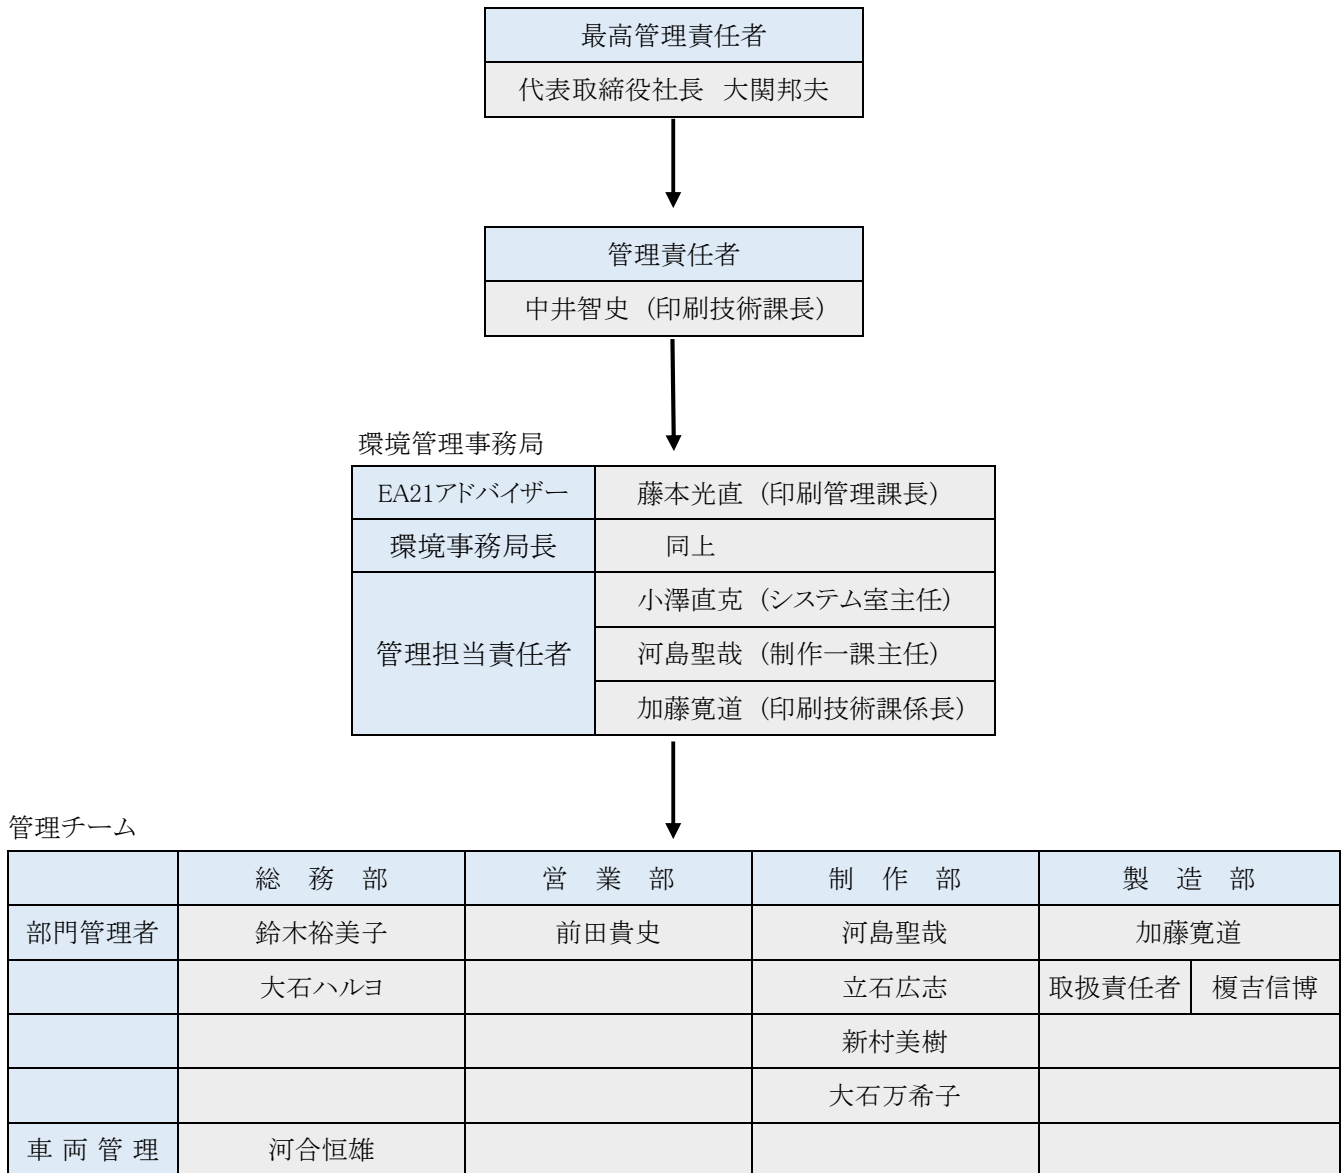 最高管理責任者
代表取締役社長 大関邦夫
管理責任者
中井智史 (印刷技術課長)
環境管理事務局
EA21アドバイザー 藤本光直 (印刷管理課長)
環境事務局長 同上
管理担当責任者
小澤直克 (システム室主任)
河島聖哉 (制作一課主任)
加藤寛道 (印刷技術課係長)
管理チーム
総 務 部 営 業 部 制 作 部 製 造 部
部門管理者 鈴木裕美子 前田貴史 河島聖哉 加藤寛道
大石ハルヨ 立石広志 取扱責任者 榎吉信博
新村美樹
大石万希子
車 両 管 理 河合恒雄